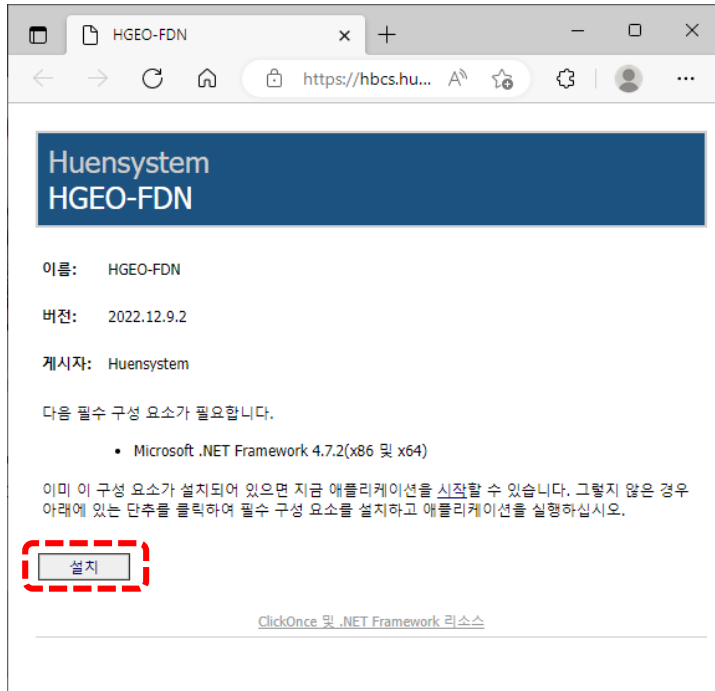 HGEO-FDN
https://hbcs.hu...
Huensystem
HGEO-FDN
이름: HGEO-FDN
버전: 2022.12.9.2
게시자: Huensystem
다음 필수 구성 요소가 필요합니다.
• Microsoft .NET Framework 4.7.2(x86 및 x64)
이미 이 구성 요소가 설치되어 있으면 지금 애플리케이션을 시작할 수 있습니다. 그렇지 않은 경우
아래에 있는 단추를 클릭하여 필수 구성 요소를 설치하고 애플리케이션을 실행하십시오.
설치
ClickOnce 및 .NET Framework 리소스